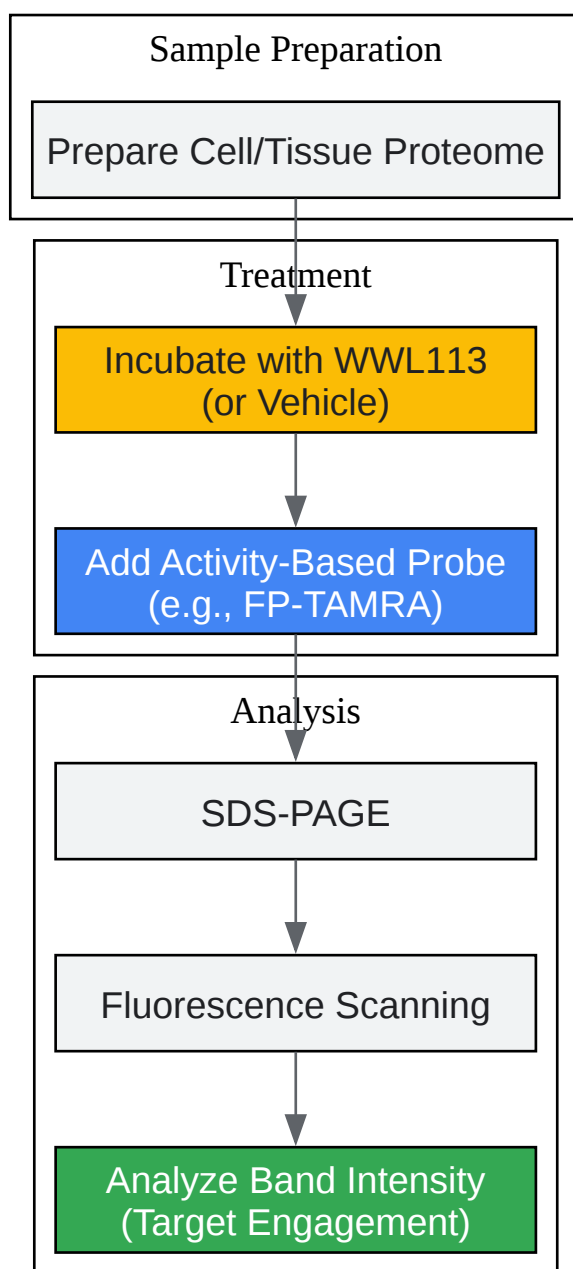 Sample Preparation
Prepare Cell/Tissue Proteome
Treatment
Incubate with WWL113
(or Vehicle)
Add Activity-Based Probe
(e.g., FP-TAMRA)
Analysis
SDS-PAGE
Fluorescence Scanning
Analyze Band Intensity
(Target Engagement)